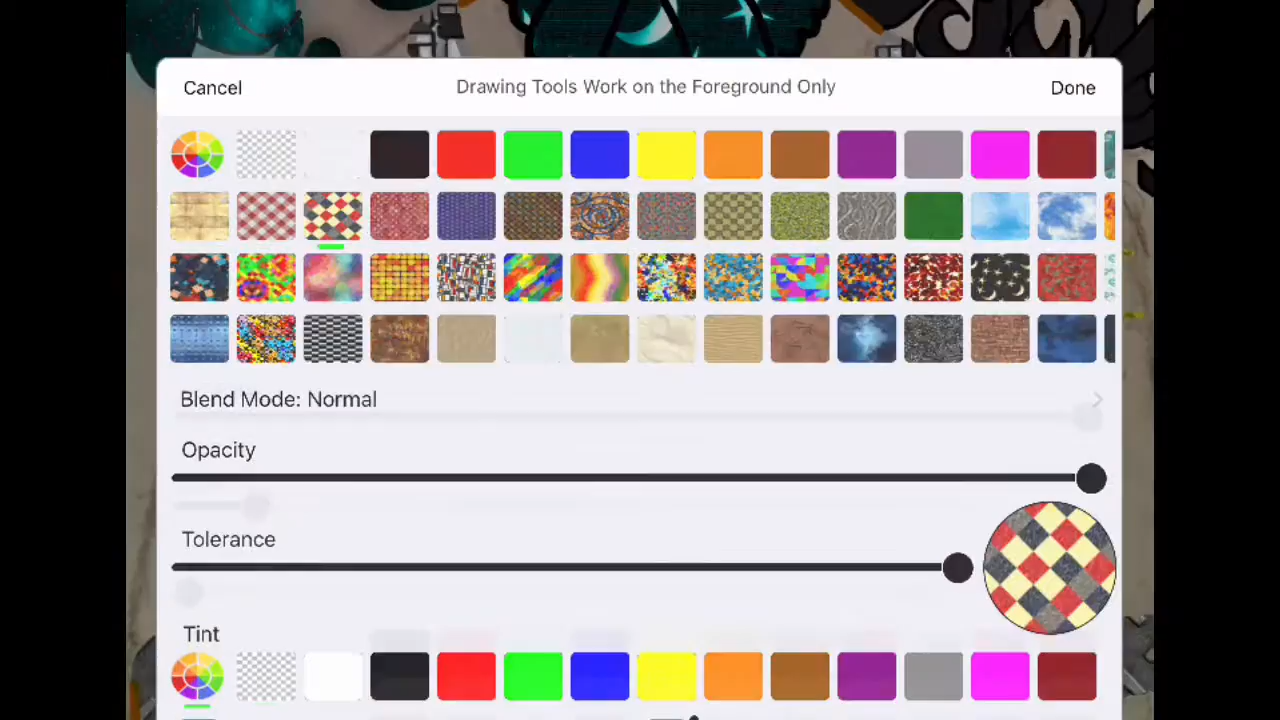 Cancel
Drawing Tools Work on the Foreground Only
Done
Blend Mode: Normal
Opacity
Tolerance
Tint